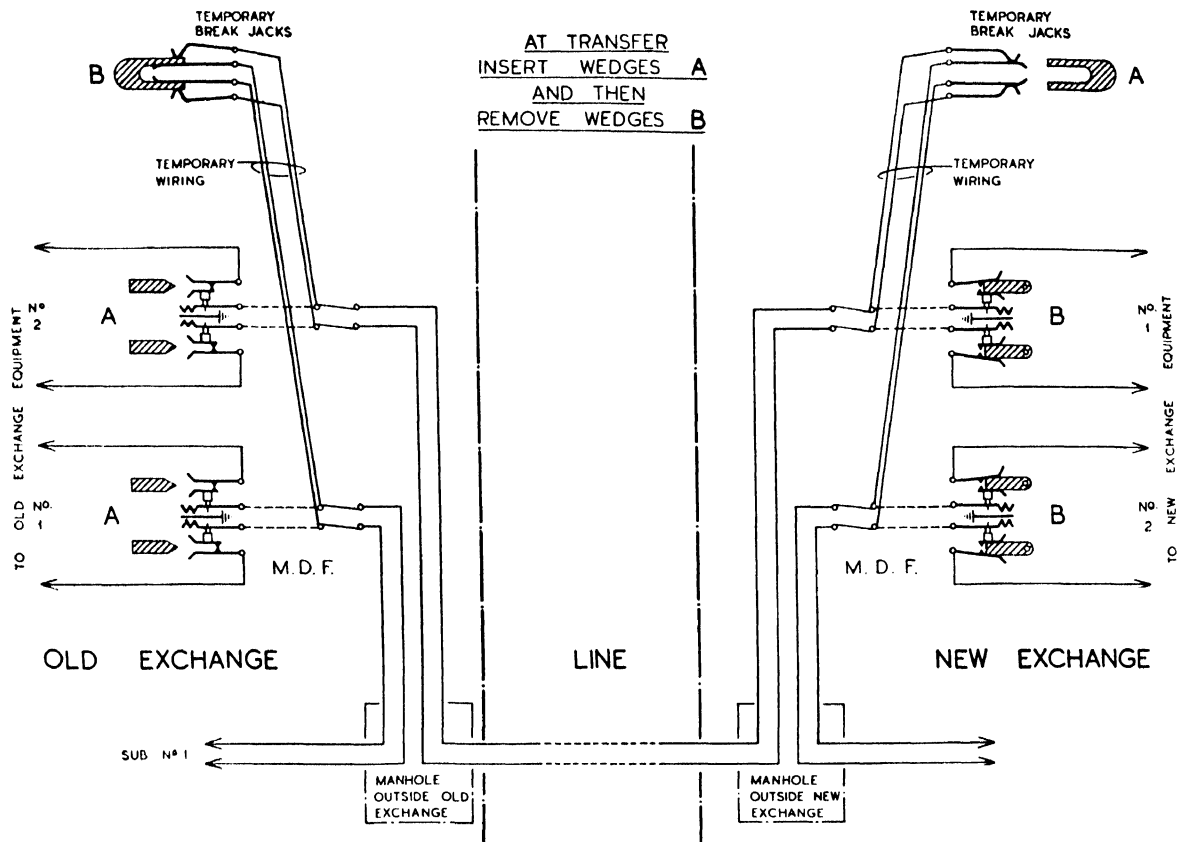 TEMPORARY
BREAK JACKS
B
AT TRANSFER
INSERT WEDGES A
AND THEN
REMOVE WEDGES B
TEMPORARY
BREAK JACKS
A
TEMPORARY
WIRING
TEMPORARY
WIRING
A
Nº
2
B
Nº.
1
A
Nº.
1
B
Nº.
2
TO OLD EXCHANGE EQUIPMENT
TO NEW EXCHANGE EQUIPMENT
M. D. F.
M. D. F.
OLD EXCHANGE
LINE
NEW EXCHANGE
SUB Nº 1
MANHOLE
OUTSIDE OLD
EXCHANGE
MANHOLE
OUTSIDE NEW
EXCHANGE